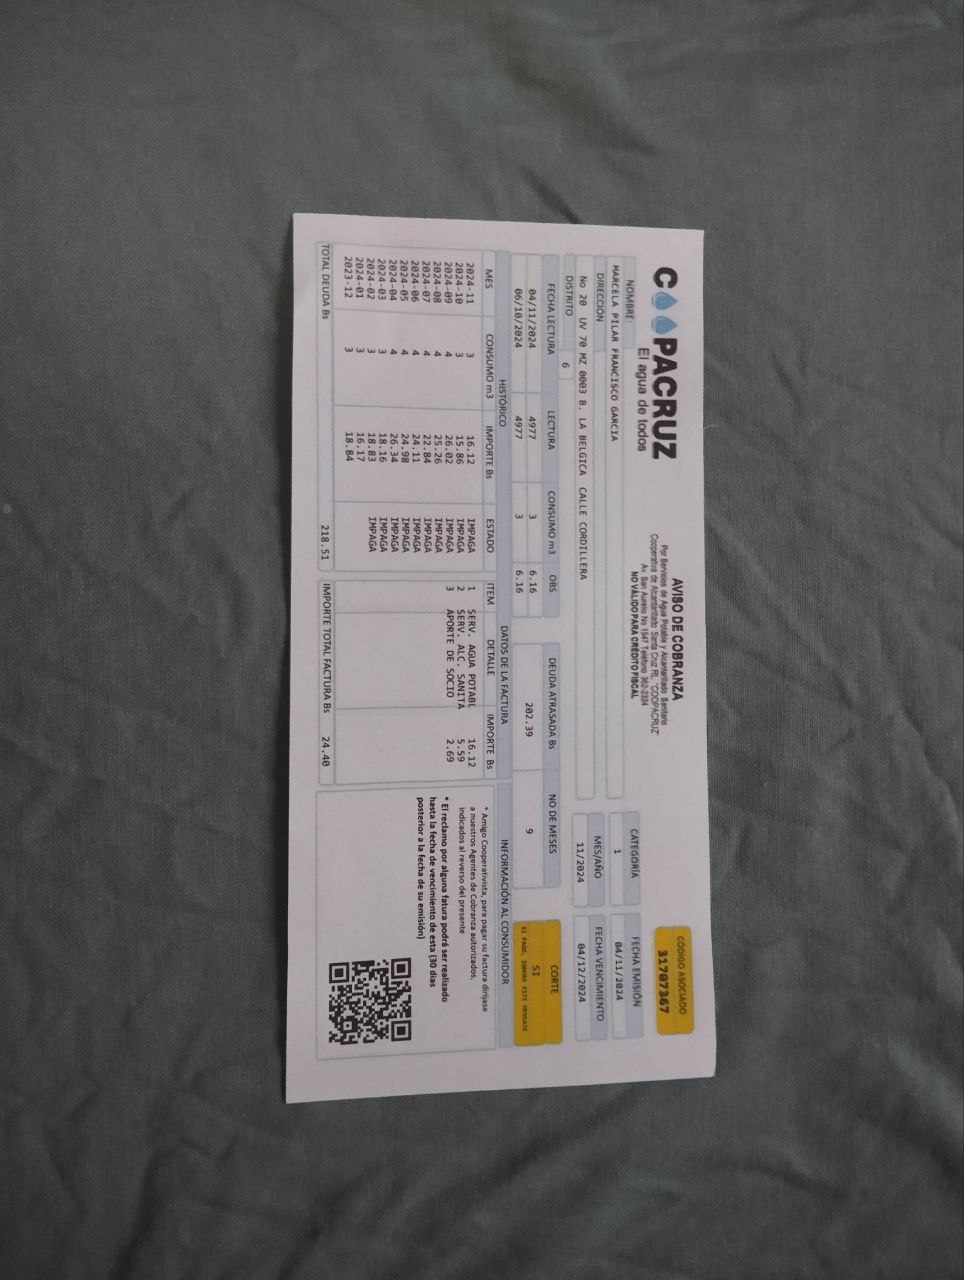 COOPACRUZ
El agua de todos
AVISO DE COBRANZA
Por Servicios de Agua Potable y Alcantarillado Sanitario
Cooperativa de Alcantarillado Santa Cruz RL. "COOPACRUZ"
Av. San Aurelio No 1547 Teléfono 362-2324
NO VÁLIDO PARA CRÉDITO FISCAL
CÓDIGO ASOCIADO
31707367
NOMBRE:
MARCELA PILAR FRANCISCO GARCIA
CATEGORÍA
1
FECHA EMISIÓN
04/11/2024
DIRECCIÓN
No 20 UV 70 MZ 0003 B. LA BELGICA CALLE CORDILLERA
MES/AÑO
11/2024
FECHA VENCIMIENTO
04/12/2024
DISTRITO
6
FECHA LECTURA LECTURA CONSUMO m3 OBS.
04/11/2024 4977 3 6.16
06/10/2024 4977 3 6.16
DEUDA ATRASADA Bs NO DE MESES
202.39 9
CORTE
SI
SI PAGO, IGNORE ESTE MENSAJE
HISTÓRICO
MES CONSUMO m3 IMPORTE Bs ESTADO
2024-11 3 16.12 IMPAGA
2024-10 3 15.86 IMPAGA
2024-09 4 26.02 IMPAGA
2024-08 4 25.26 IMPAGA
2024-07 4 22.84 IMPAGA
2024-06 4 24.11 IMPAGA
2024-05 4 24.98 IMPAGA
2024-04 4 26.34 IMPAGA
2024-03 3 18.16 IMPAGA
2024-02 3 18.83 IMPAGA
2024-01 3 16.17
2023-12 3 18.84
TOTAL DEUDA Bs 218.51
DATOS DE LA FACTURA
ITEM DETALLE IMPORTE Bs
1 SERV. AGUA POTABL 16.12
2 SERV. ALC. SANITA 5.59
3 APORTE DE SOCIO 2.69
IMPORTE TOTAL FACTURA Bs 24.40
INFORMACIÓN AL CONSUMIDOR
* Amigo Cooperativista, para pagar su factura diríjase
a nuestros Agentes de Cobranza autorizados,
indicados al reverso del presente
* El reclamo por alguna fatura podrá ser realizado
hasta la fecha de vencimiento de esta (30 días
posterior a la fecha de su emisión)